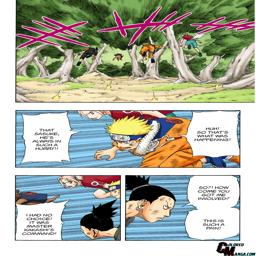 HUH!
SO THAT'S
WHAT WAS
HAPPENING!
THAT
SASUKE,
HE'S
ALWAYS IN
SUCH A
HURRY!
SO?! HOW
COME YOU
GOT ME
INVOLVED?
THIS IS
SUCH A
PAIN!
I HAD NO
CHOICE!
IT WAS
MASTER
KAKASHI'S
COMMAND!
COLORED
MANGA.COM